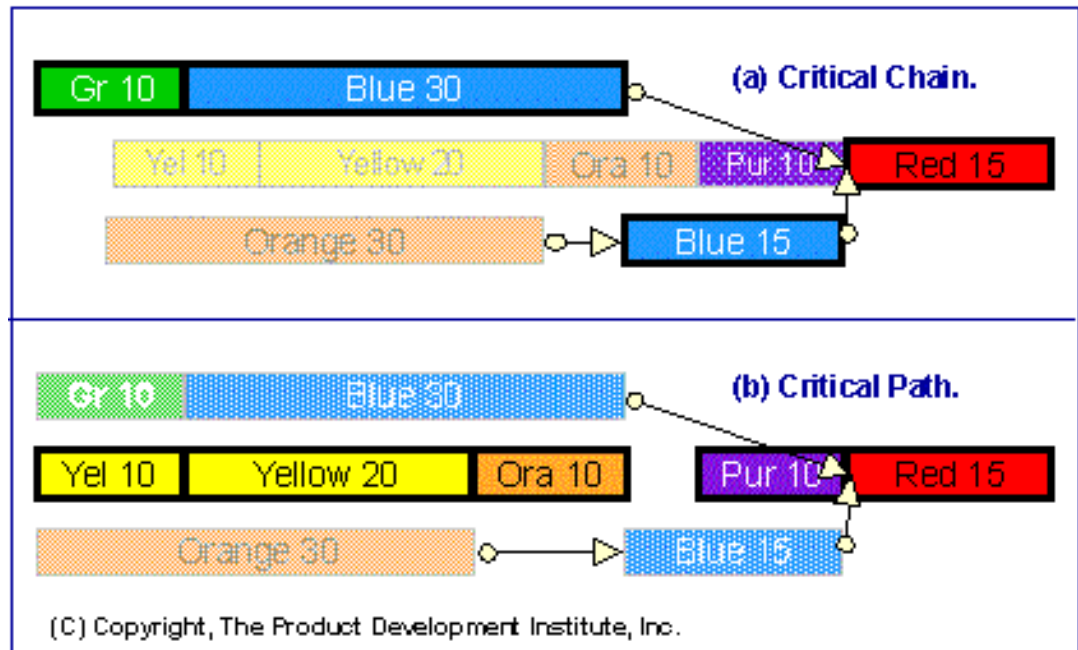 (a) Critical Chain.
Gr 10 Blue 30
Yel 10 Yellow 20 Ora 10 Pur 10 Red 15
Orange 30 Blue 15
(b) Critical Path.
Gr 10 Blue 30
Yel 10 Yellow 20 Ora 10 Pur 10 Red 15
Orange 30 Blue 15
(C) Copyright, The Product Development Institute, Inc.